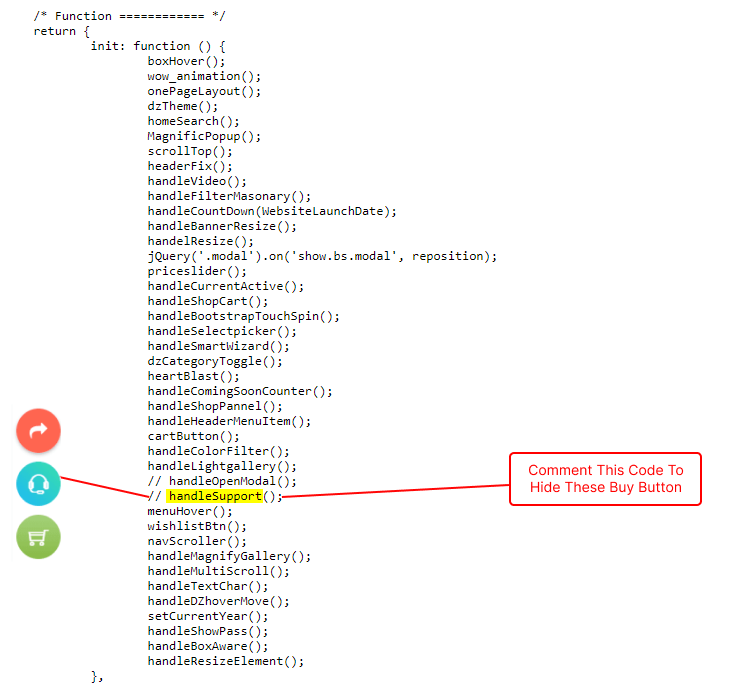 /* Function ============ */
return {
init: function () {
boxHover();
wow_animation();
onePageLayout();
dzTheme();
homeSearch();
MagnificPopup();
scrollTop();
headerFix();
handleVideo();
handleFilterMasonary();
handleCountDown(WebsiteLaunchDate);
handleBannerResize();
handelResize();
jQuery('.modal').on('show.bs.modal', reposition);
priceslider();
handleCurrentActive();
handleShopCart();
handleBootstrapTouchSpin();
handleSelectpicker();
handleSmartWizard();
dzCategoryToggle();
heartBlast();
handleComingSoonCounter();
handleShopPannel();
handleHeaderMenuItem();
cartButton();
handleColorFilter();
handleLightgallery();
// handleOpenModal();
// handleSupport();
menuHover();
wishlistBtn();
navScroller();
handleMagnifyGallery();
handleMultiScroll();
handleTextChar();
handleDZhoverMove();
setCurrentYear();
handleShowPass();
handleBoxAware();
handleResizeElement();
},
Comment This Code To
Hide These Buy Button